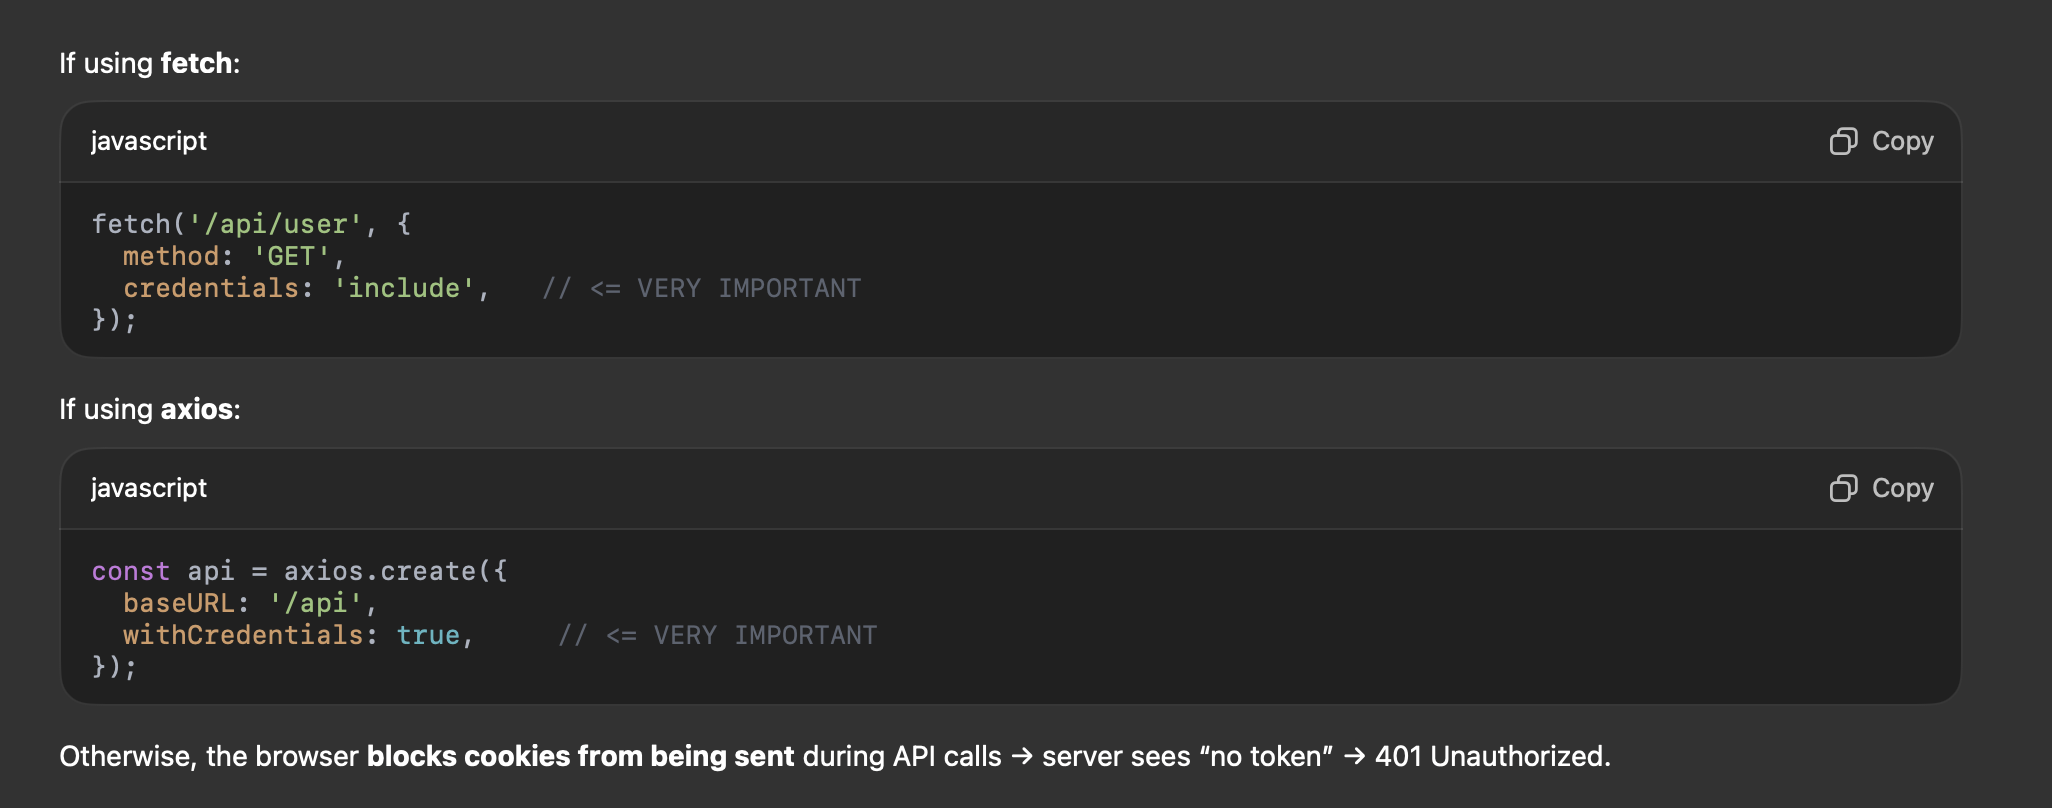 If using fetch:
javascript
Copy
fetch('/api/user', {
  method: 'GET',
  credentials: 'include',   // <= VERY IMPORTANT
});
If using axios:
javascript
Copy
const api = axios.create({
  baseURL: '/api',
  withCredentials: true,     // <= VERY IMPORTANT
});
Otherwise, the browser blocks cookies from being sent during API calls → server sees “no token” → 401 Unauthorized.